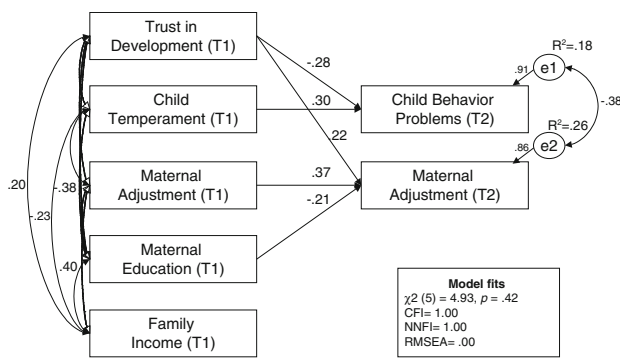 Trust in
Development (T1)
Child
Temperament (T1)
Maternal
Adjustment (T1)
Maternal
Education (T1)
Family
Income (T1)
.20
-.23
-.38
.40
-.28
.30
22
.37
-.21
Child Behavior
Problems (T2)
Maternal
Adjustment (T2)
R²=.18
.91
e1
-.38
R²=.26
.86
e2
Model fits
χ2 (5) = 4.93, p = .42
CFI= 1.00
NNFI= 1.00
RMSEA= .00